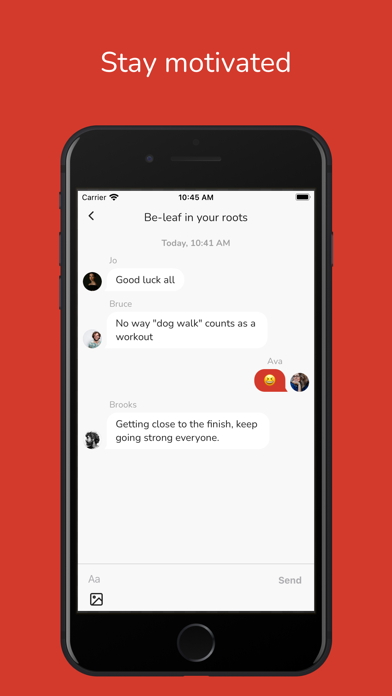 Stay motivated
Carrier 10:45 AM
Be-leaf in your roots
Today, 10:41 AM
Jo
Good luck all
Bruce
No way "dog walk" counts as a
workout
Ava
😀
Brooks
Getting close to the finish, keep
going strong everyone.
Aa Send